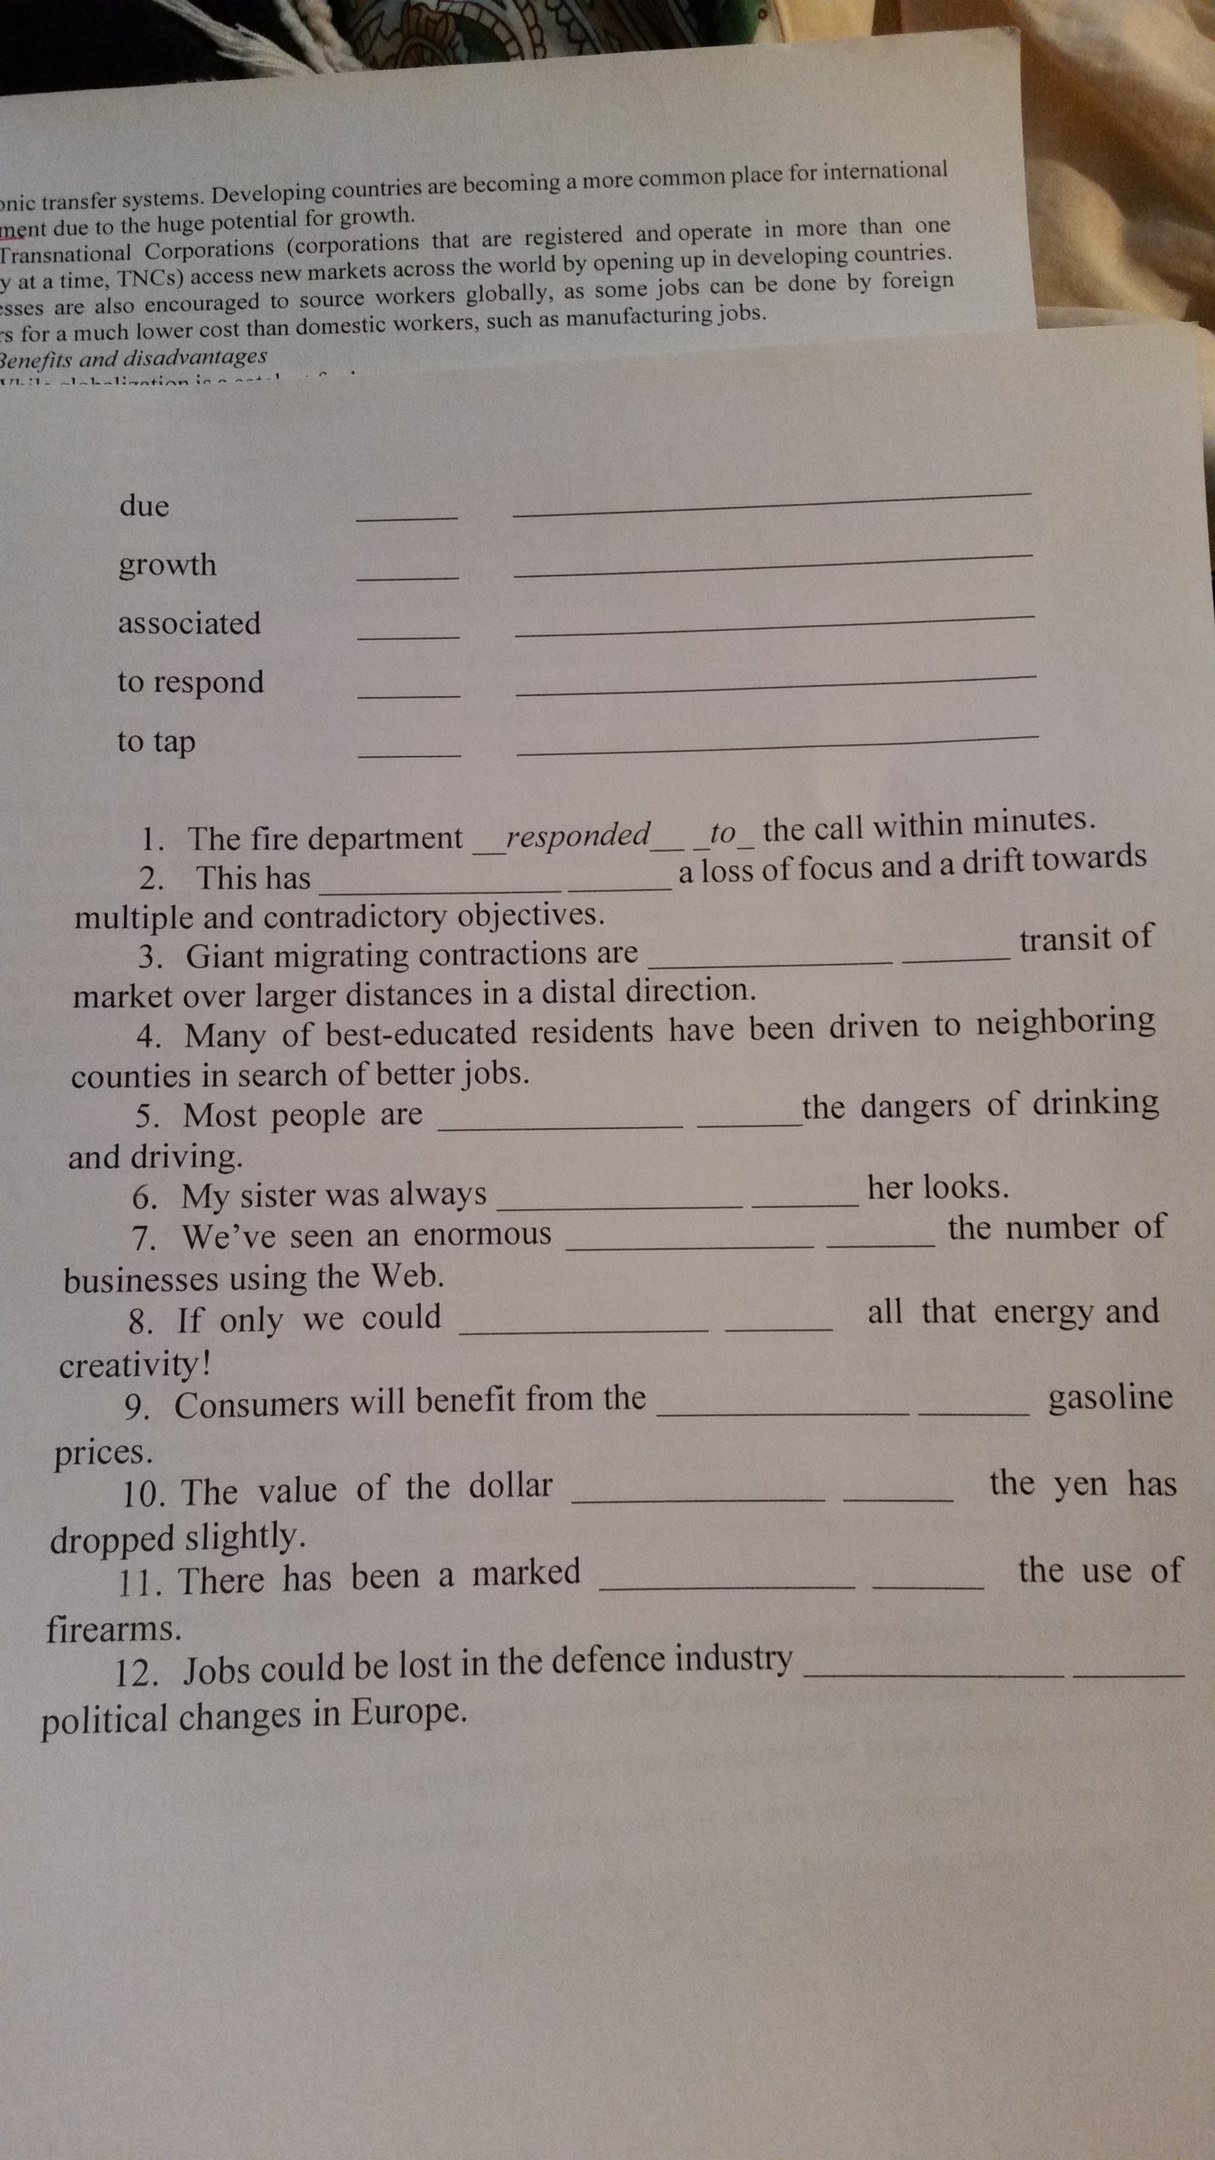 onic transfer systems. Developing countries are becoming a more common place for international
ment due to the huge potential for growth.
Transnational Corporations (corporations that are registered and operate in more than one
y at a time, TNCs) access new markets across the world by opening up in developing countries.
esses are also encouraged to source workers globally, as some jobs can be done by foreign
rs for a much lower cost than domestic workers, such as manufacturing jobs.
Benefits and disadvantages
due ______ ______________________________
growth ______ ______________________________
associated ______ ______________________________
to respond ______ ______________________________
to tap ______ ______________________________
1. The fire department __responded__ _to_ the call within minutes.
2. This has ______________ ______ a loss of focus and a drift towards
multiple and contradictory objectives.
3. Giant migrating contractions are ______________ ______ transit of
market over larger distances in a distal direction.
4. Many of best-educated residents have been driven to neighboring
counties in search of better jobs.
5. Most people are ______________ ______the dangers of drinking
and driving.
6. My sister was always ______________ ______ her looks.
7. We've seen an enormous ______________ ______ the number of
businesses using the Web.
8. If only we could ______________ ______ all that energy and
creativity!
9. Consumers will benefit from the ______________ ______ gasoline
prices.
10. The value of the dollar ______________ ______ the yen has
dropped slightly.
11. There has been a marked ______________ ______ the use of
firearms.
12. Jobs could be lost in the defence industry ______________ ______
political changes in Europe.